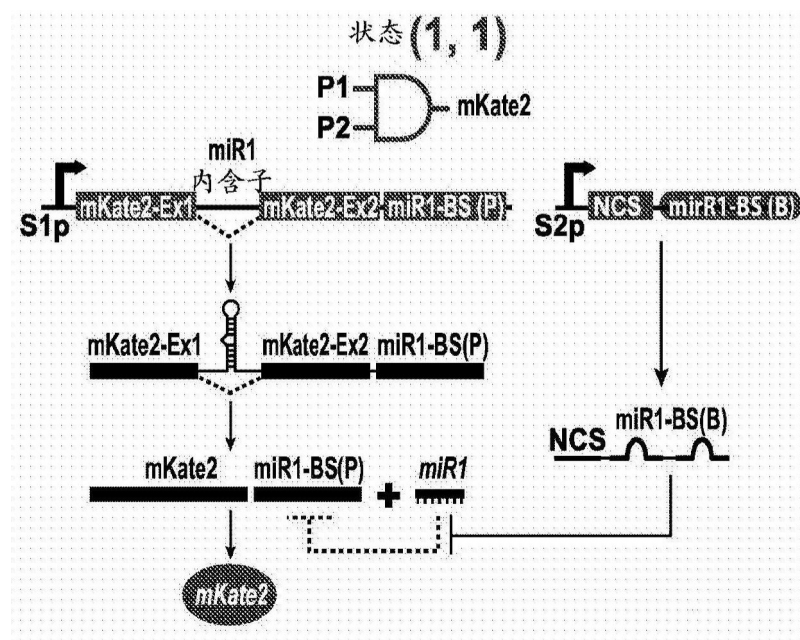 状态(1, 1)
P1
P2
mKate2
miR1
内含子
mKate2-Ex1
mKate2-Ex2
miR1-BS (P)
S1p
NCS
mirR1-BS (B)
S2p
mKate2-Ex1
mKate2-Ex2
miR1-BS(P)
miR1-BS(B)
NCS
mKate2
miR1-BS(P)
+
miR1
mKate2